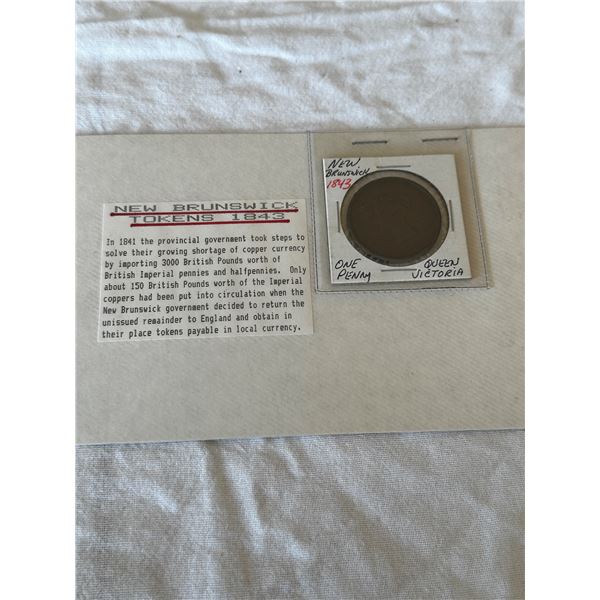 NEW BRUNSWICK
TOKENS 1843
In 1841 the provincial government took steps to
solve their growing shortage of copper currency
by importing 3000 British Pounds worth of
British Imperial pennies and halfpennies. Only
about 150 British Pounds worth of the Imperial
coppers had been put into circulation when the
New Brunswick government decided to return the
unissued remainder to England and obtain in
their place tokens payable in local currency.
NEW
BRUNSWICK
1843
ONE
PENNY
QUEEN
VICTORIA